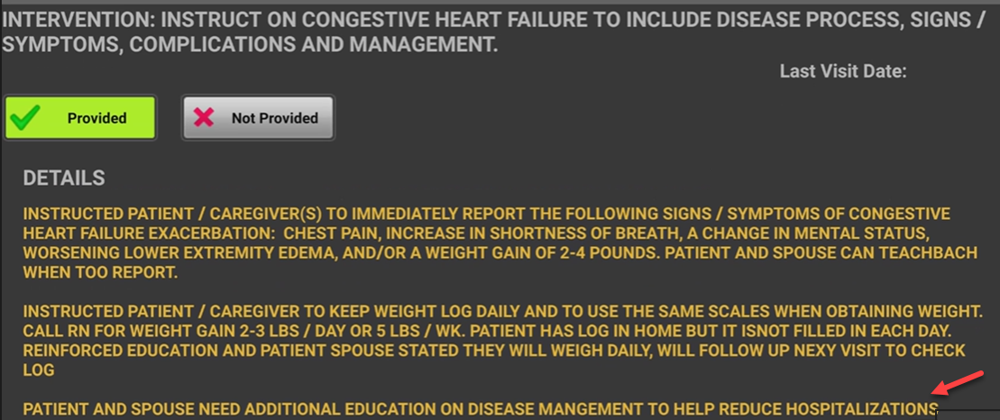 INTERVENTION: INSTRUCT ON CONGESTIVE HEART FAILURE TO INCLUDE DISEASE PROCESS, SIGNS /
SYMPTOMS, COMPLICATIONS AND MANAGEMENT.
Last Visit Date:
Provided
Not Provided
DETAILS
INSTRUCTED PATIENT / CAREGIVER(S) TO IMMEDIATELY REPORT THE FOLLOWING SIGNS / SYMPTOMS OF CONGESTIVE
HEART FAILURE EXACERBATION:  CHEST PAIN, INCREASE IN SHORTNESS OF BREATH, A CHANGE IN MENTAL STATUS,
WORSENING LOWER EXTREMITY EDEMA, AND/OR A WEIGHT GAIN OF 2-4 POUNDS. PATIENT AND SPOUSE CAN TEACHBACH
WHEN TOO REPORT.
INSTRUCTED PATIENT / CAREGIVER TO KEEP WEIGHT LOG DAILY AND TO USE THE SAME SCALES WHEN OBTAINING WEIGHT.
CALL RN FOR WEIGHT GAIN 2-3 LBS / DAY OR 5 LBS / WK. PATIENT HAS LOG IN HOME BUT IT ISNOT FILLED IN EACH DAY.
REINFORCED EDUCATION AND PATIENT SPOUSE STATED THEY WILL WEIGH DAILY, WILL FOLLOW UP NEXY VISIT TO CHECK
LOG
PATIENT AND SPOUSE NEED ADDITIONAL EDUCATION ON DISEASE MANGEMENT TO HELP REDUCE HOSPITALIZATIONS